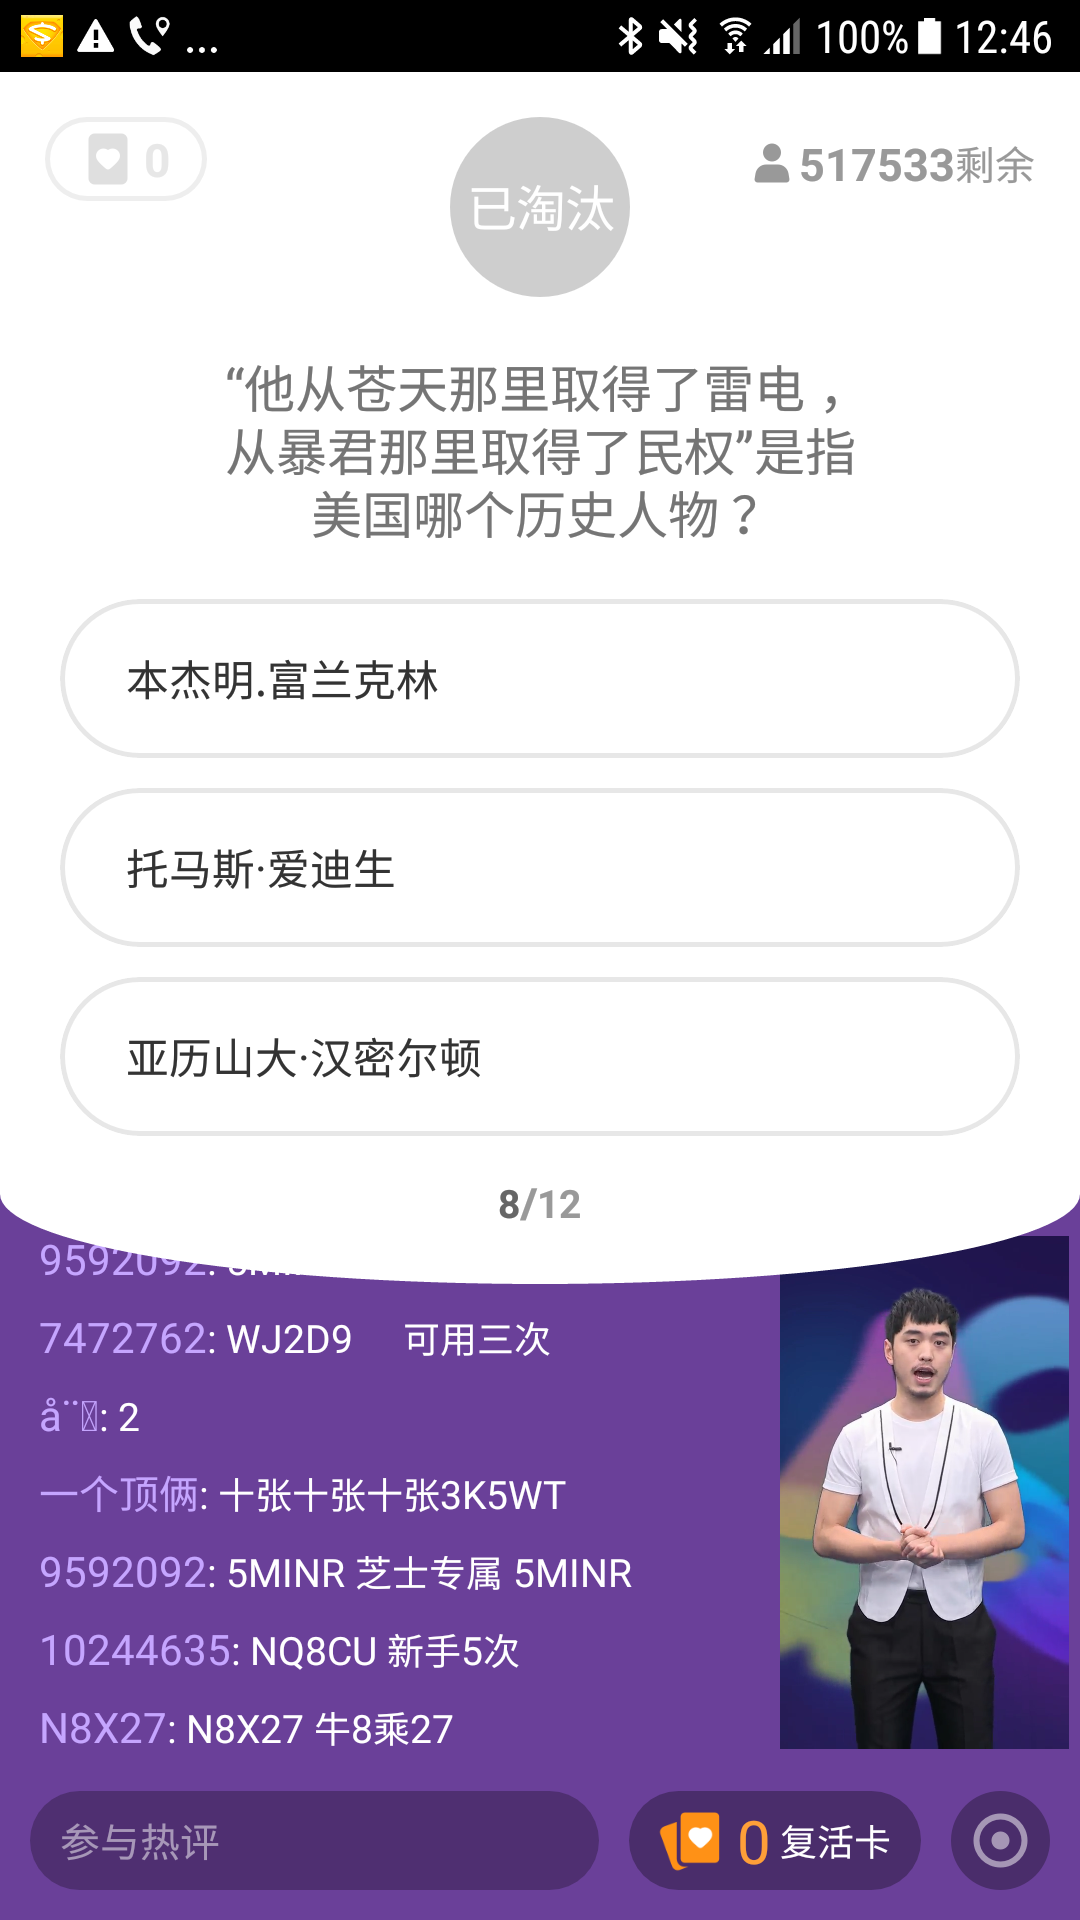 100% 12:46
0
已淘汰
517533剩余
“他从苍天那里取得了雷电，
从暴君那里取得了民权”是指
美国哪个历史人物？
本杰明.富兰克林
托马斯·爱迪生
亚历山大·汉密尔顿
8/12
9592092:
7472762: WJ2D9 可用三次
å¨: 2
一个顶俩: 十张十张十张3K5WT
9592092: 5MINR 芝士专属 5MINR
10244635: NQ8CU 新手5次
N8X27: N8X27 牛8乘27
参与热评
0 复活卡